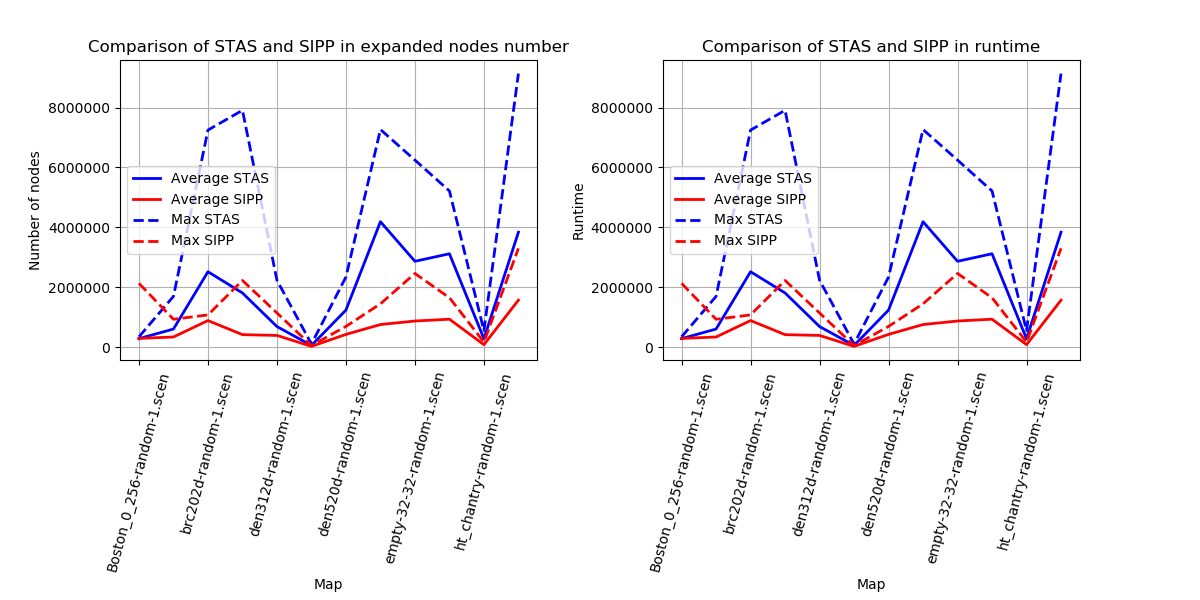 Comparison of STAS and SIPP in expanded nodes number
Number of nodes
8000000
6000000
4000000
2000000
0
Average STAS
Average SIPP
Max STAS
Max SIPP
Boston_0_256-random-1.scen
brc202d-random-1.scen
den312d-random-1.scen
den520d-random-1.scen
empty-32-32-random-1.scen
ht_chantry-random-1.scen
Map
Comparison of STAS and SIPP in runtime
Runtime
8000000
6000000
4000000
2000000
0
Average STAS
Average SIPP
Max STAS
Max SIPP
Boston_0_256-random-1.scen
brc202d-random-1.scen
den312d-random-1.scen
den520d-random-1.scen
empty-32-32-random-1.scen
ht_chantry-random-1.scen
Map